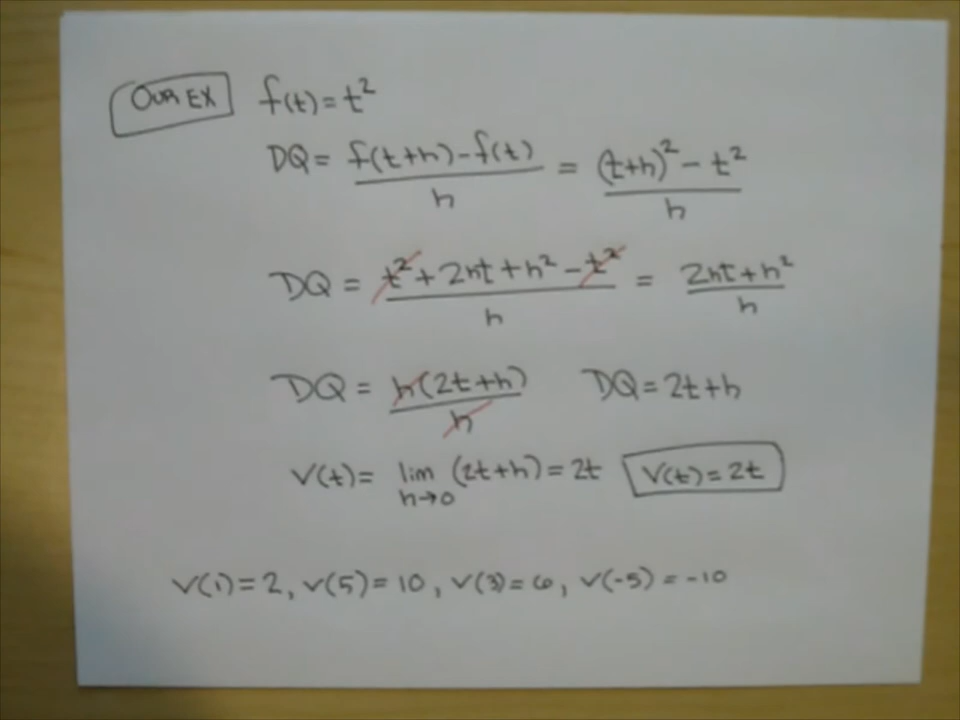 OUR EX f(t) = t²
DQ = f(t+h) - f(t) / h = (t+h)² - t² / h
DQ = t² + 2ht + h² - t² / h = 2ht + h² / h
DQ = h(2t+h) / h DQ = 2t + h
v(t) = lim h→0 (2t+h) = 2t v(t) = 2t
v(1) = 2, v(5) = 10, v(3) = 6, v(-5) = -10